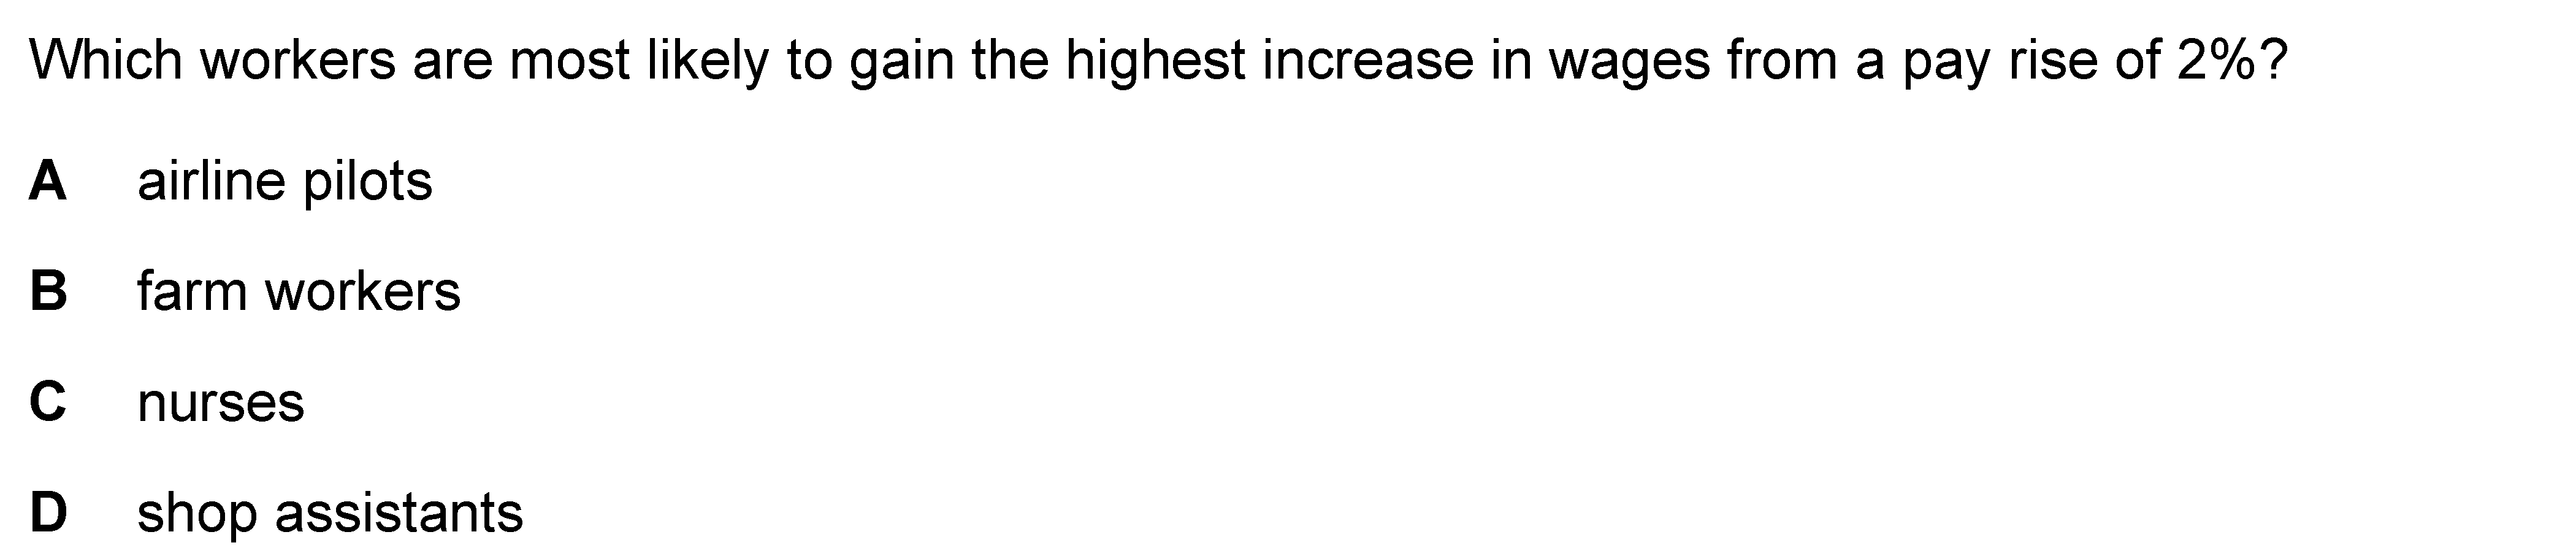 Which workers are most likely to gain the highest increase in wages from a pay rise of 2%?
A airline pilots
B farm workers
C nurses
D shop assistants